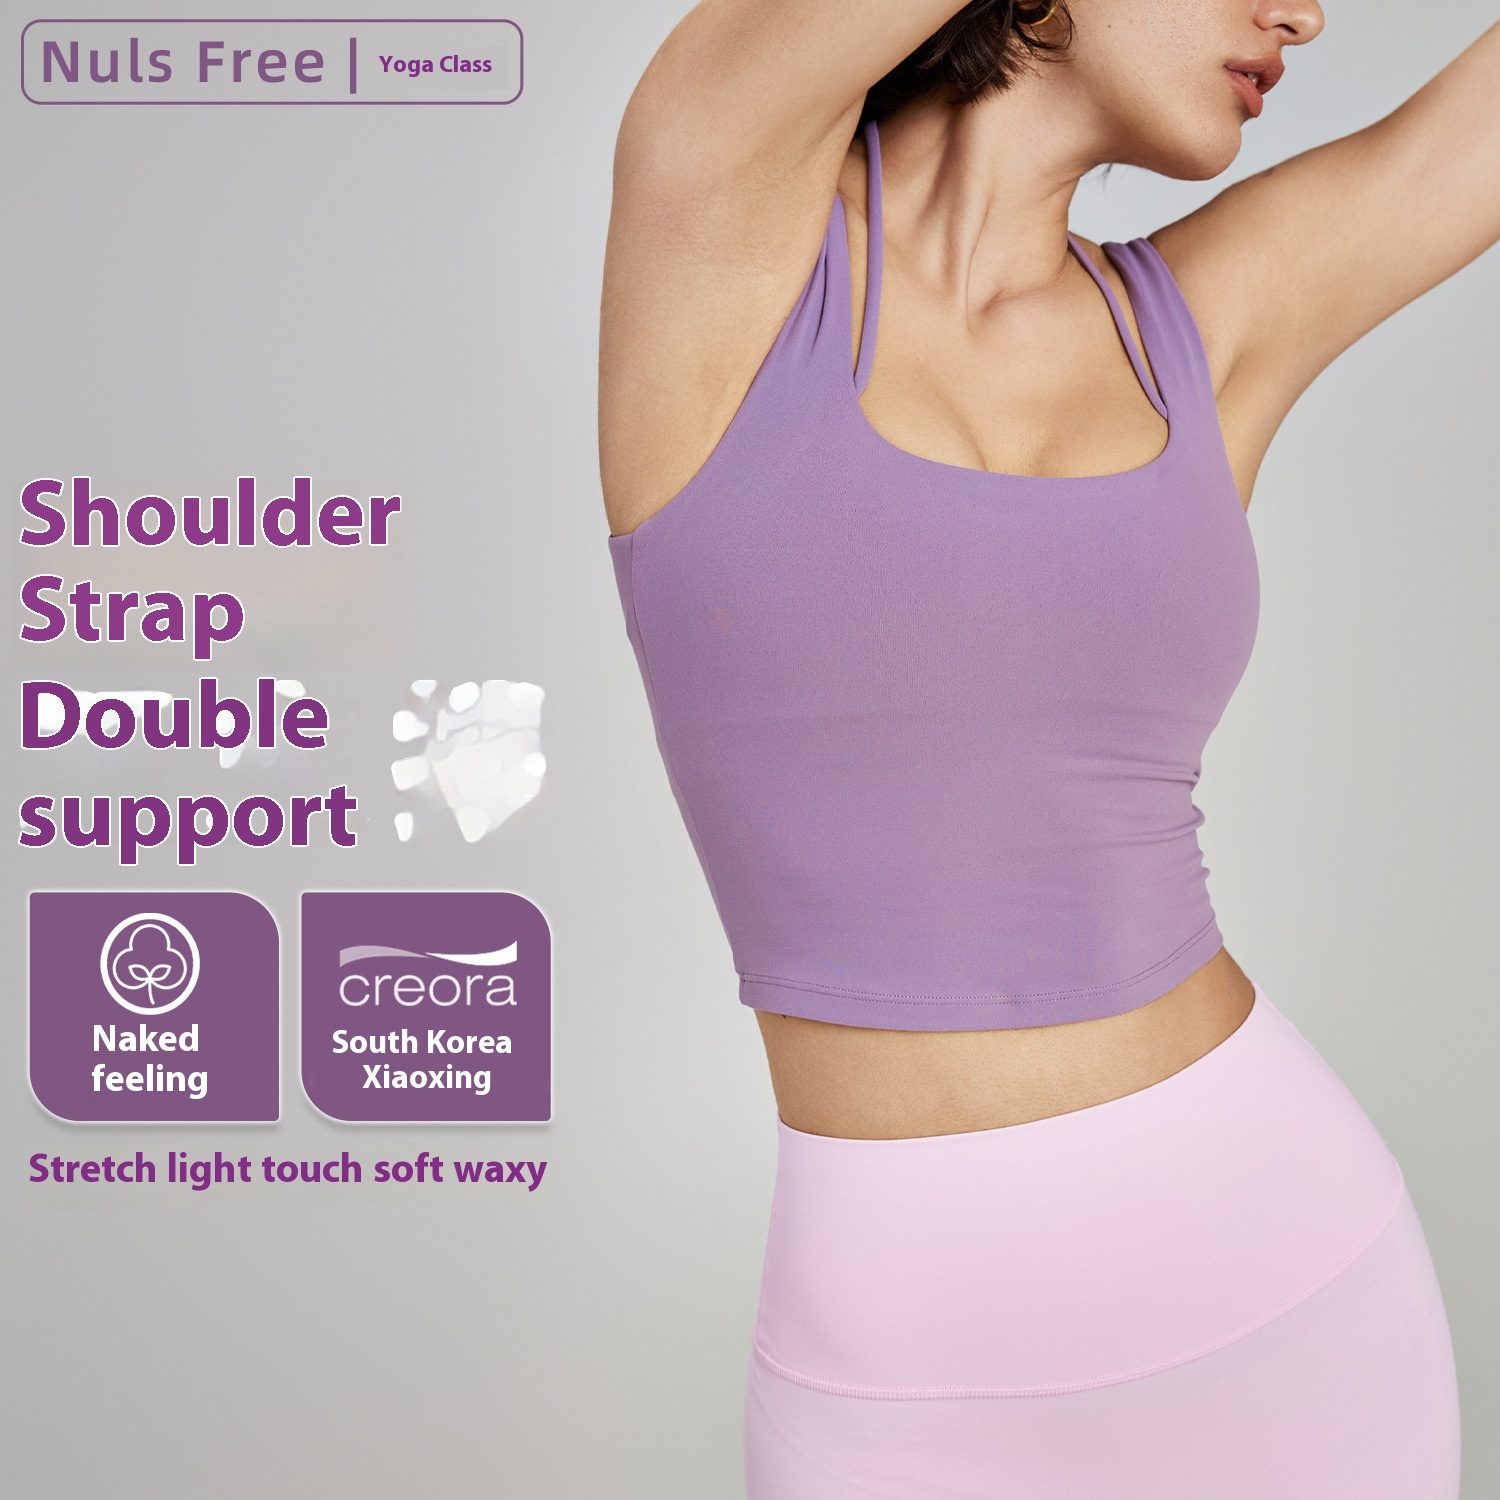 Nuls Free | Yoga Class
Shoulder
Strap
Double
support
Naked
feeling
creora
South Korea
Xiaoxing
Stretch light touch soft waxy